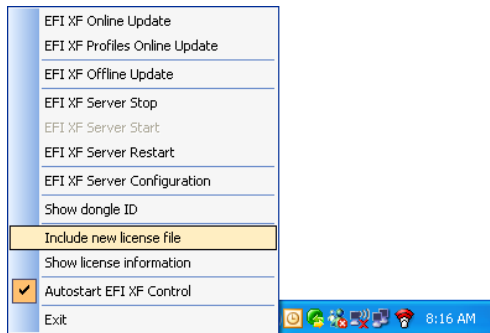 EFI XF Online Update
EFI XF Profiles Online Update
EFI XF Offline Update
EFI XF Server Stop
EFI XF Server Start
EFI XF Server Restart
EFI XF Server Configuration
Show dongle ID
Include new license file
Show license information
Autostart EFI XF Control
Exit
8:16 AM